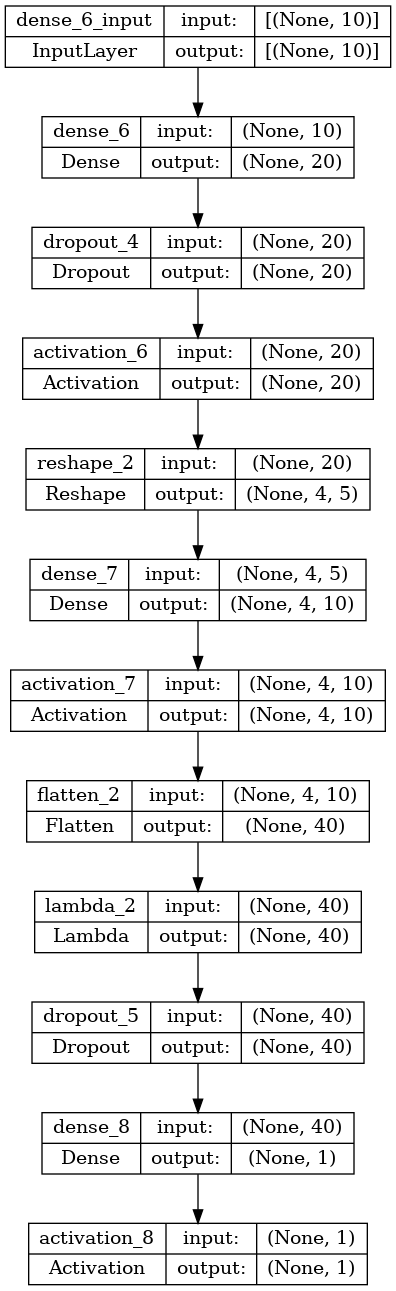 dense_6_input input: [(None, 10)]
InputLayer output: [(None, 10)]
dense_6 input: (None, 10)
Dense output: (None, 20)
dropout_4 input: (None, 20)
Dropout output: (None, 20)
activation_6 input: (None, 20)
Activation output: (None, 20)
reshape_2 input: (None, 20)
Reshape output: (None, 4, 5)
dense_7 input: (None, 4, 5)
Dense output: (None, 4, 10)
activation_7 input: (None, 4, 10)
Activation output: (None, 4, 10)
flatten_2 input: (None, 4, 10)
Flatten output: (None, 40)
lambda_2 input: (None, 40)
Lambda output: (None, 40)
dropout_5 input: (None, 40)
Dropout output: (None, 40)
dense_8 input: (None, 40)
Dense output: (None, 1)
activation_8 input: (None, 1)
Activation output: (None, 1)